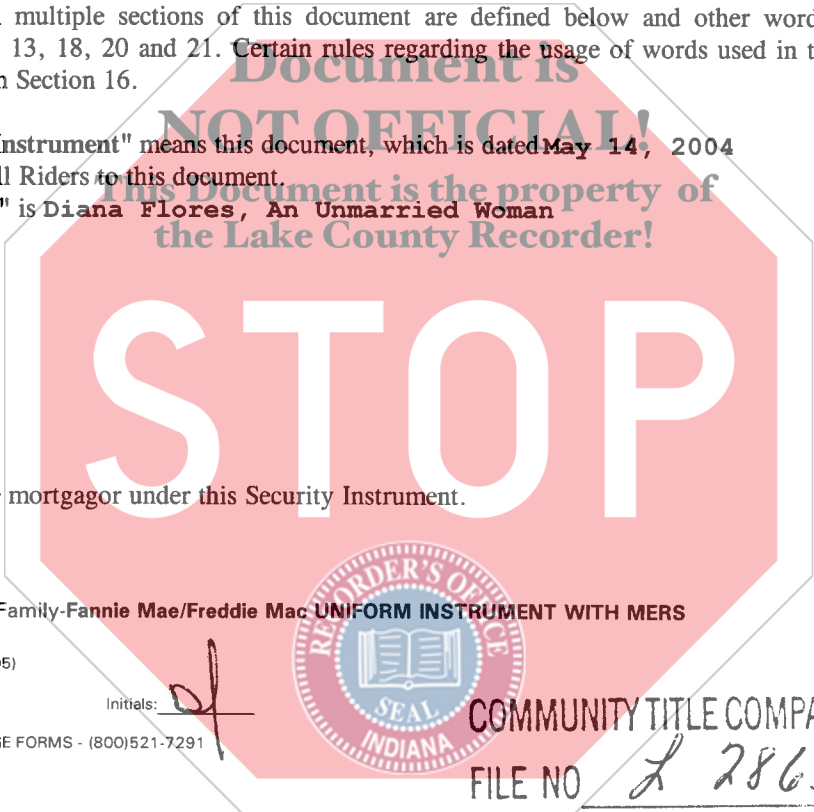 multiple sections of this document are defined below and other word
13, 18, 20 and 21. Certain rules regarding the usage of words used in t
Section 16.
Document is
NOT OFFICIAL!
This Document is the property of
the Lake County Recorder!
Instrument" means this document, which is dated May 14, 2004
ll Riders to this document.
" is Diana Flores, An Unmarried Woman
STOP
mortgagor under this Security Instrument.
Family-Fannie Mae/Freddie Mac UNIFORM INSTRUMENT WITH MERS
5)
Initials: df
GE FORMS - (800)521-7291
RECORDER'S OFFICE
SEAL
INDIANA
COMMUNITY TITLE COMPA
FILE NO L 286